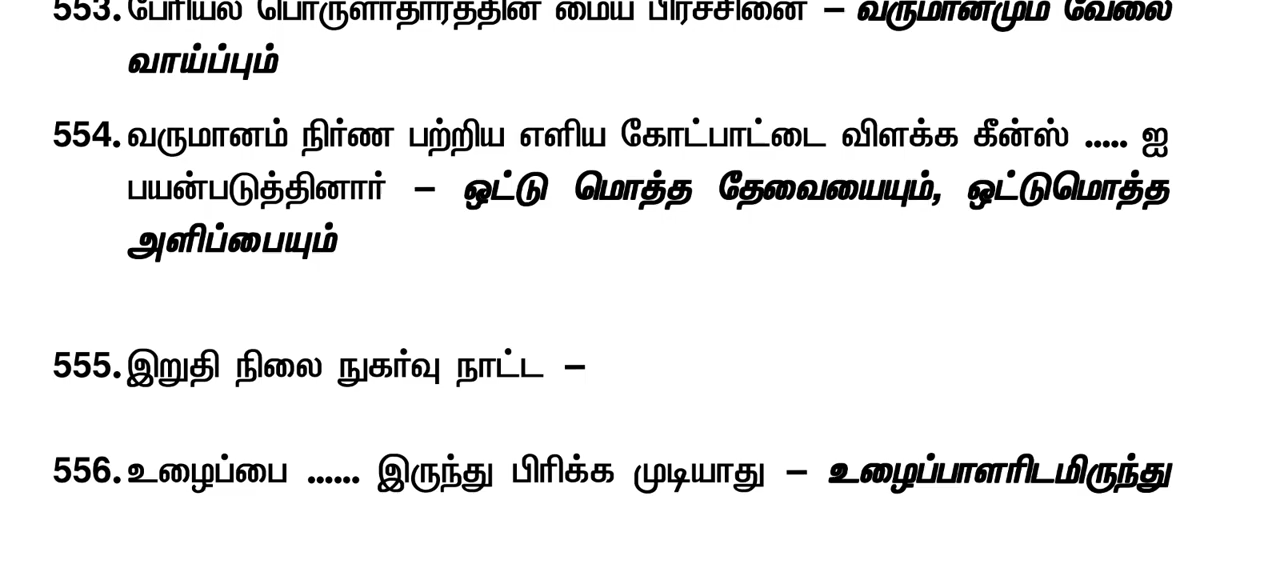 553. பேரியல் பொருளாதாரத்தின் மைய பிரச்சினை – வருமானமும் வேலை
வாய்ப்பும்
554. வருமானம் நிர்ண பற்றிய எளிய கோட்பாட்டை விளக்க கீன்ஸ் ..... ஐ
பயன்படுத்தினார் – ஒட்டு மொத்த தேவையையும், ஒட்டுமொத்த
அளிப்பையும்
555. இறுதி நிலை நுகர்வு நாட்ட –
556. உழைப்பை ...... இருந்து பிரிக்க முடியாது – உழைப்பாளரிடமிருந்து